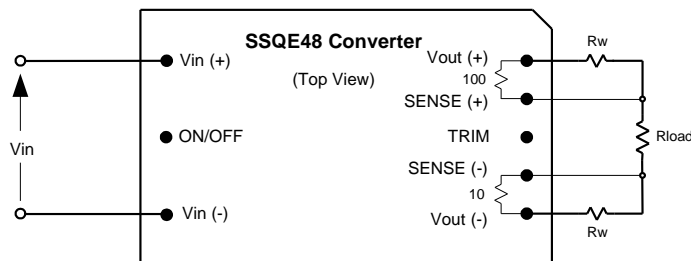 SSQE48 Converter
(Top View)
Vin (+)
Vout (+)
Rw
100
SENSE (+)
Vin
ON/OFF
TRIM
Rload
SENSE (-)
10
Vin (-)
Vout (-)
Rw